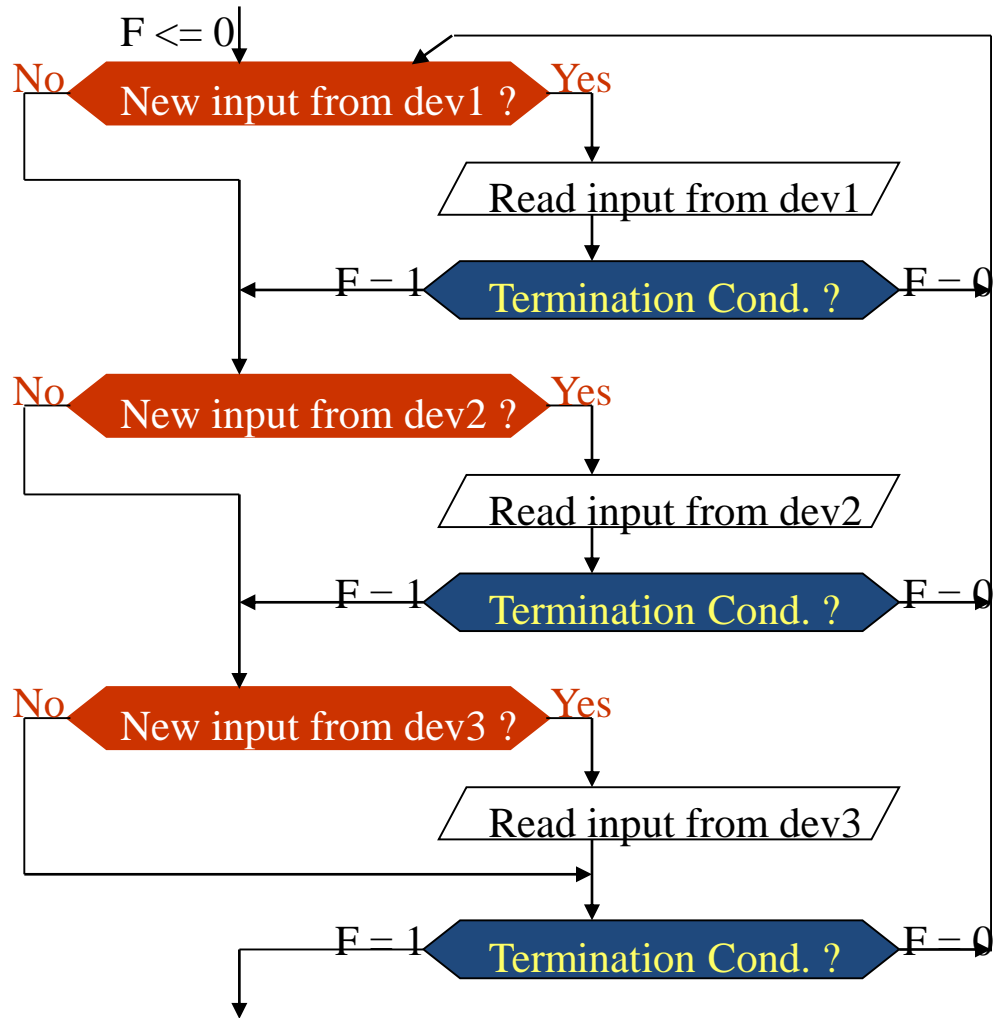 F <= 0
No
New input from dev1 ?
Yes
Read input from dev1
F = 1
Termination Cond. ?
F = 0
No
New input from dev2 ?
Yes
Read input from dev2
F = 1
Termination Cond. ?
F = 0
No
New input from dev3 ?
Yes
Read input from dev3
F = 1
Termination Cond. ?
F = 0